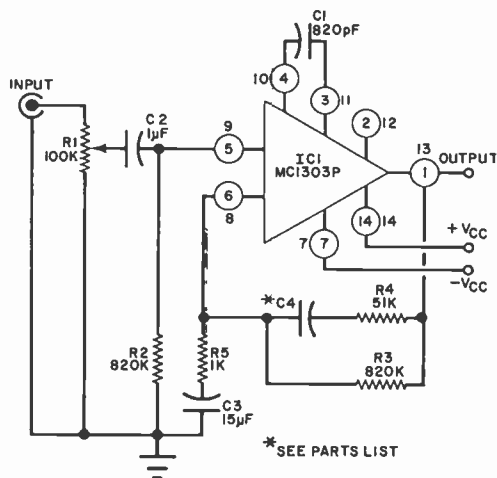 C1
820pF
INPUT
10
4
3
11
C2
1µF
R1
100K
9
5
IC1
MC1303P
2
12
13
1
OUTPUT
6
8
7
7
14
14
+VCC
-VCC
*C4
R4
51K
R2
820K
R5
1K
R3
820K
C3
15µF
*SEE PARTS LIST